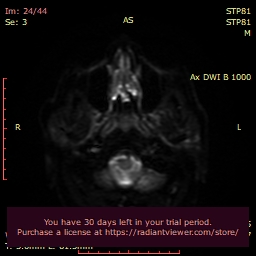 Im: 24/44
Se: 3
AS
STP81
STP81
M
Ax DWI B 1000
R
L
You have 30 days left in your trial period.
Purchase a license at https://radiantviewer.com/store/